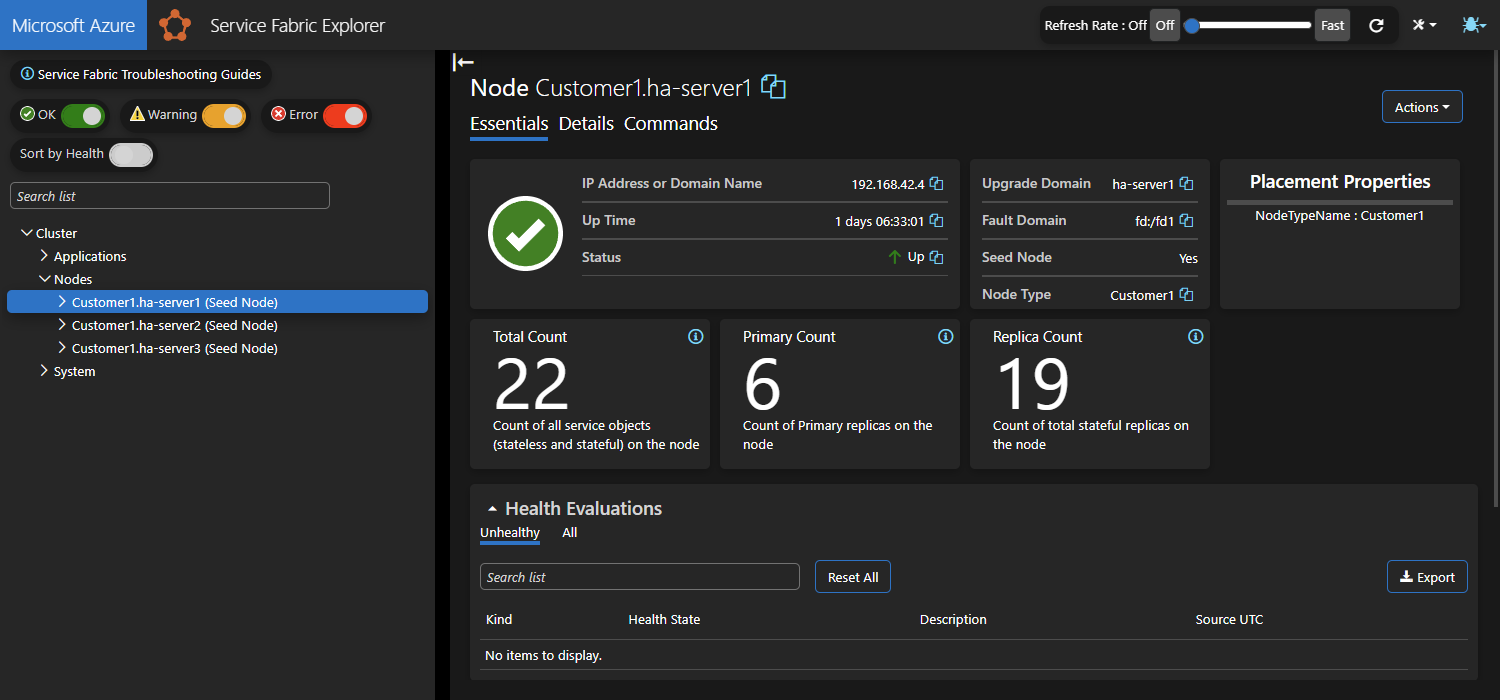 Microsoft Azure
Service Fabric Explorer
Refresh Rate : Off Off Fast
Service Fabric Troubleshooting Guides
OK Warning Error
Sort by Health
Search list
Cluster
Applications
Nodes
Customer1.ha-server1 (Seed Node)
Customer1.ha-server2 (Seed Node)
Customer1.ha-server3 (Seed Node)
System
Node Customer1.ha-server1
Actions
Essentials Details Commands
IP Address or Domain Name 192.168.42.4
Up Time 1 days 06:33:01
Status Up
Upgrade Domain ha-server1
Fault Domain fd:/fd1
Seed Node Yes
Node Type Customer1
Placement Properties
NodeTypeName : Customer1
Total Count
22
Count of all service objects
(stateless and stateful) on the node
Primary Count
6
Count of Primary replicas on the
node
Replica Count
19
Count of total stateful replicas on
the node
Health Evaluations
Unhealthy All
Search list Reset All Export
Kind Health State Description Source UTC
No items to display.